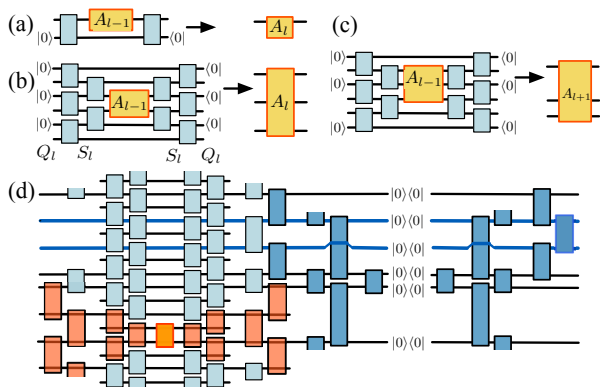 (a) A_{l-1} A_l (c)
|0⟩ ⟨0|
(b) |0⟩ ⟨0| |0⟩ ⟨0|
|0⟩ A_{l-1} ⟨0| A_l |0⟩ A_{l-1} ⟨0| A_{l+1}
|0⟩ ⟨0| |0⟩ ⟨0|
Q_l S_l S_l Q_l
(d) |0⟩⟨0|
|0⟩⟨0|
|0⟩⟨0|
|0⟩⟨0|
|0⟩⟨0|
|0⟩⟨0|